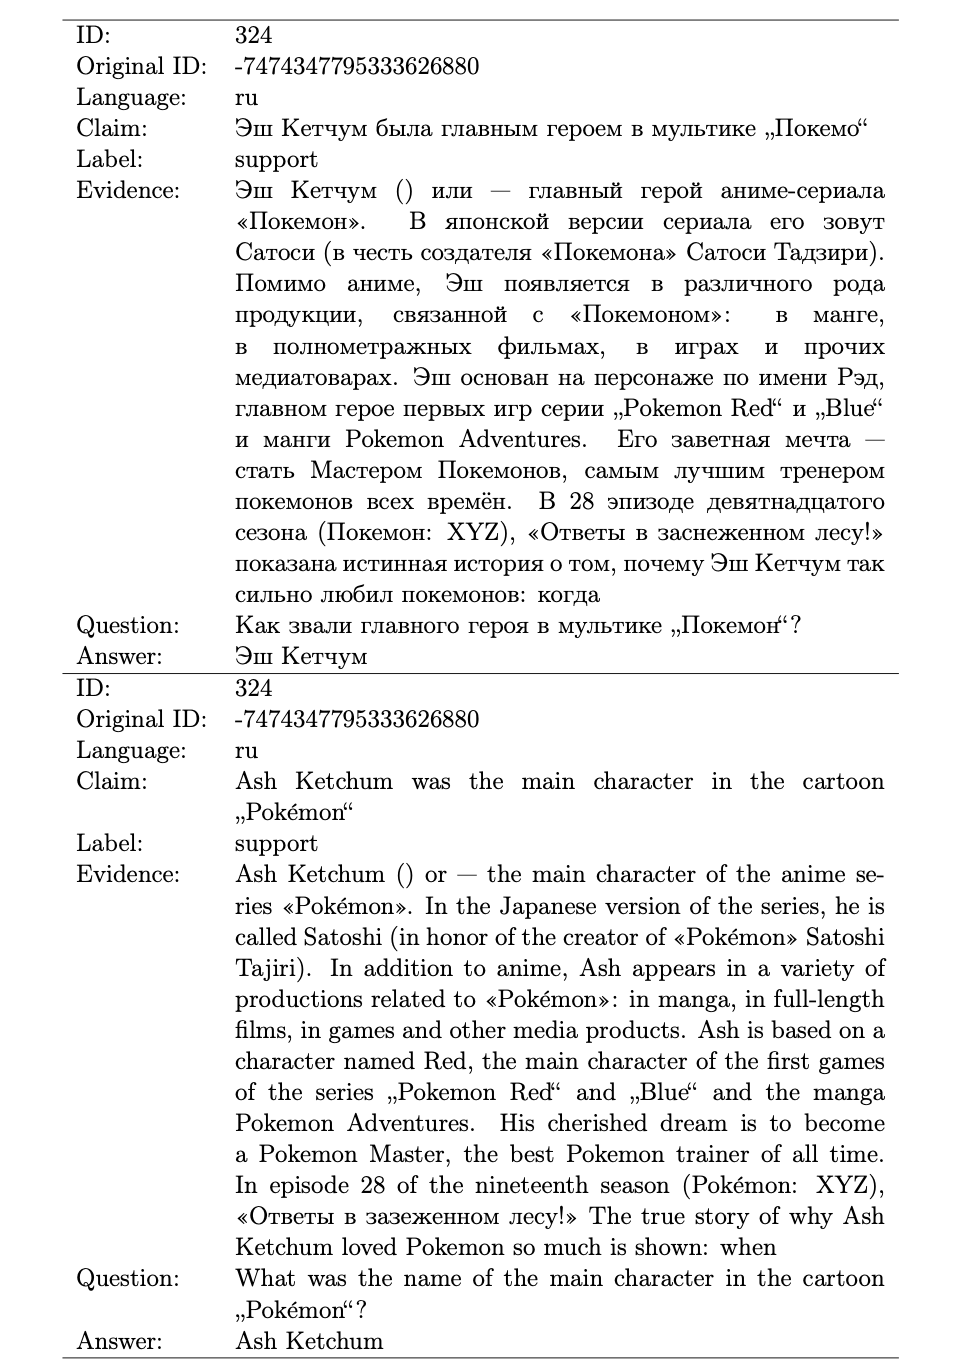 ID: 324
Original ID: -7474347795333626880
Language: ru
Claim: Эш Кетчум была главным героем в мультике „Покемо“
Label: support
Evidence: Эш Кетчум () или — главный герой аниме-сериала
«Покемон». В японской версии сериала его зовут
Сатоси (в честь создателя «Покемона» Сатоси Тадзири).
Помимо аниме, Эш появляется в различного рода
продукции, связанной с «Покемоном»: в манге,
в полнометражных фильмах, в играх и прочих
медиатоварах. Эш основан на персонаже по имени Рэд,
главном герое первых игр серии „Pokemon Red“ и „Blue“
и манги Pokemon Adventures. Его заветная мечта —
стать Мастером Покемонов, самым лучшим тренером
покемонов всех времён. В 28 эпизоде девятнадцатого
сезона (Покемон: XYZ), «Ответы в заснеженном лесу!»
показана истинная история о том, почему Эш Кетчум так
сильно любил покемонов: когда
Question: Как звали главного героя в мультике „Покемон“?
Answer: Эш Кетчум
ID: 324
Original ID: -7474347795333626880
Language: ru
Claim: Ash Ketchum was the main character in the cartoon
„Pokémon“
Label: support
Evidence: Ash Ketchum () or — the main character of the anime se-
ries «Pokémon». In the Japanese version of the series, he is
called Satoshi (in honor of the creator of «Pokémon» Satoshi
Tajiri). In addition to anime, Ash appears in a variety of
productions related to «Pokémon»: in manga, in full-length
films, in games and other media products. Ash is based on a
character named Red, the main character of the first games
of the series „Pokemon Red“ and „Blue“ and the manga
Pokemon Adventures. His cherished dream is to become
a Pokemon Master, the best Pokemon trainer of all time.
In episode 28 of the nineteenth season (Pokémon: XYZ),
«Ответы в зазеженном лесу!» The true story of why Ash
Ketchum loved Pokemon so much is shown: when
Question: What was the name of the main character in the cartoon
„Pokémon“?
Answer: Ash Ketchum